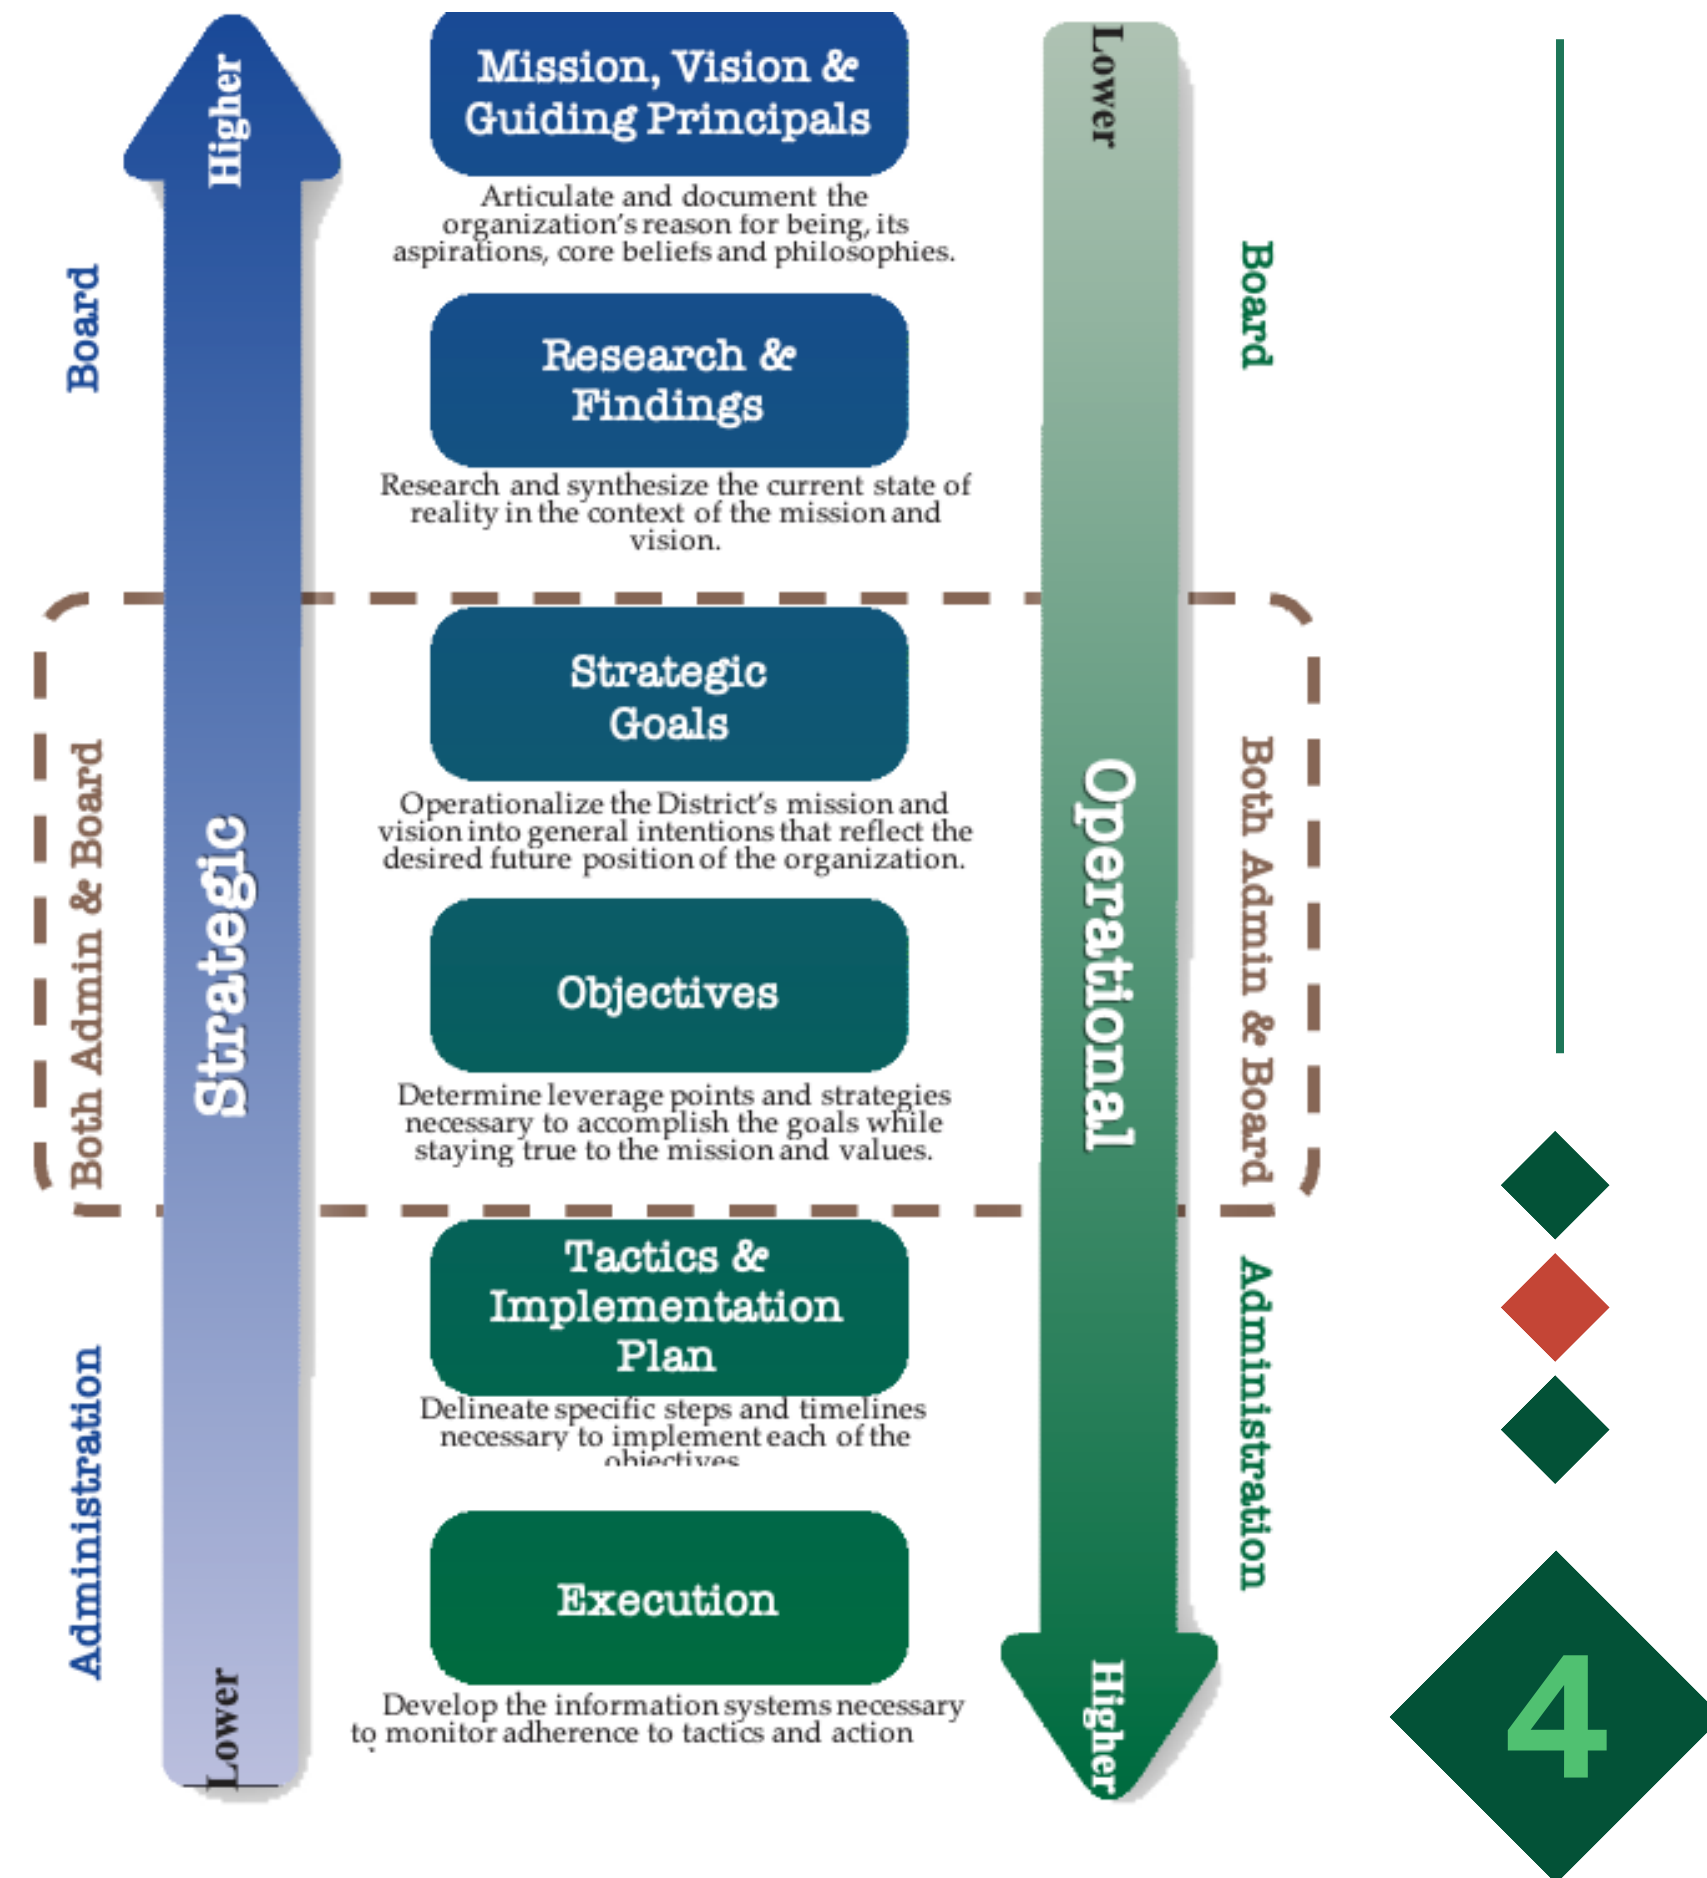 Higher
Board
Both Admin & Board
Strategic
Administration
Lower
Mission, Vision &
Guiding Principals
Articulate and document the
organization's reason for being, its
aspirations, core beliefs and philosophies.
Research &
Findings
Research and synthesize the current state of
reality in the context of the mission and
vision.
Strategic
Goals
Operationalize the District's mission and
vision into general intentions that reflect the
desired future position of the organization.
Objectives
Determine leverage points and strategies
necessary to accomplish the goals while
staying true to the mission and values.
Tactics &
Implementation
Plan
Delineate specific steps and timelines
necessary to implement each of the
objectives
Execution
Develop the information systems necessary
to monitor adherence to tactics and action
Lower
Board
Operational
Both Admin & Board
Administration
Higher
4